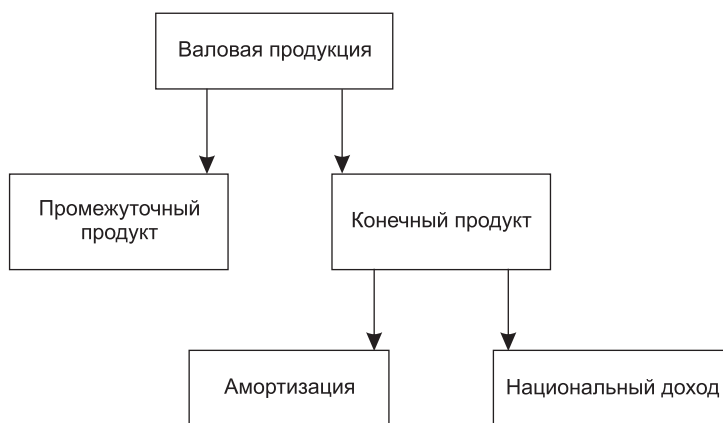 Валовая продукция
Промежуточный
продукт
Конечный продукт
Амортизация
Национальный доход